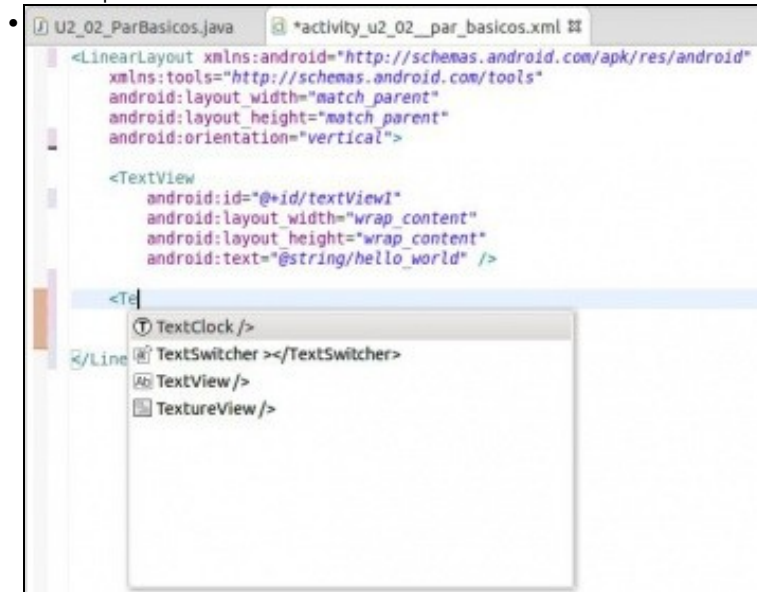 U2_02_ParBasicos.java
*activity_u2_02__par_basicos.xml
<LinearLayout xmlns:android="http://schemas.android.com/apk/res/android"
xmlns:tools="http://schemas.android.com/tools"
android:layout_width="match_parent"
android:layout_height="match_parent"
android:orientation="vertical">
<TextView
android:id="@+id/textView1"
android:layout_width="wrap_content"
android:layout_height="wrap_content"
android:text="@string/hello_world" />
<Te
TextClock />
</Line
TextSwitcher ></TextSwitcher>
TextView />
TextureView />